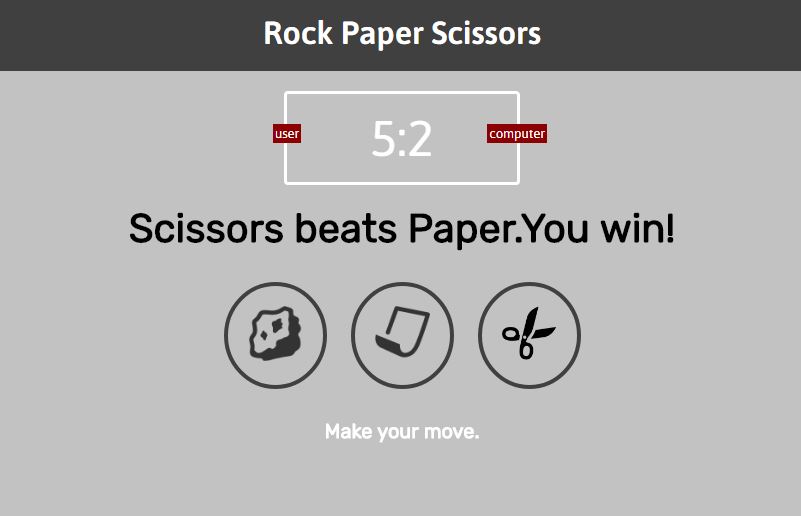 Rock Paper Scissors
user
5:2
computer
Scissors beats Paper.You win!
Make your move.